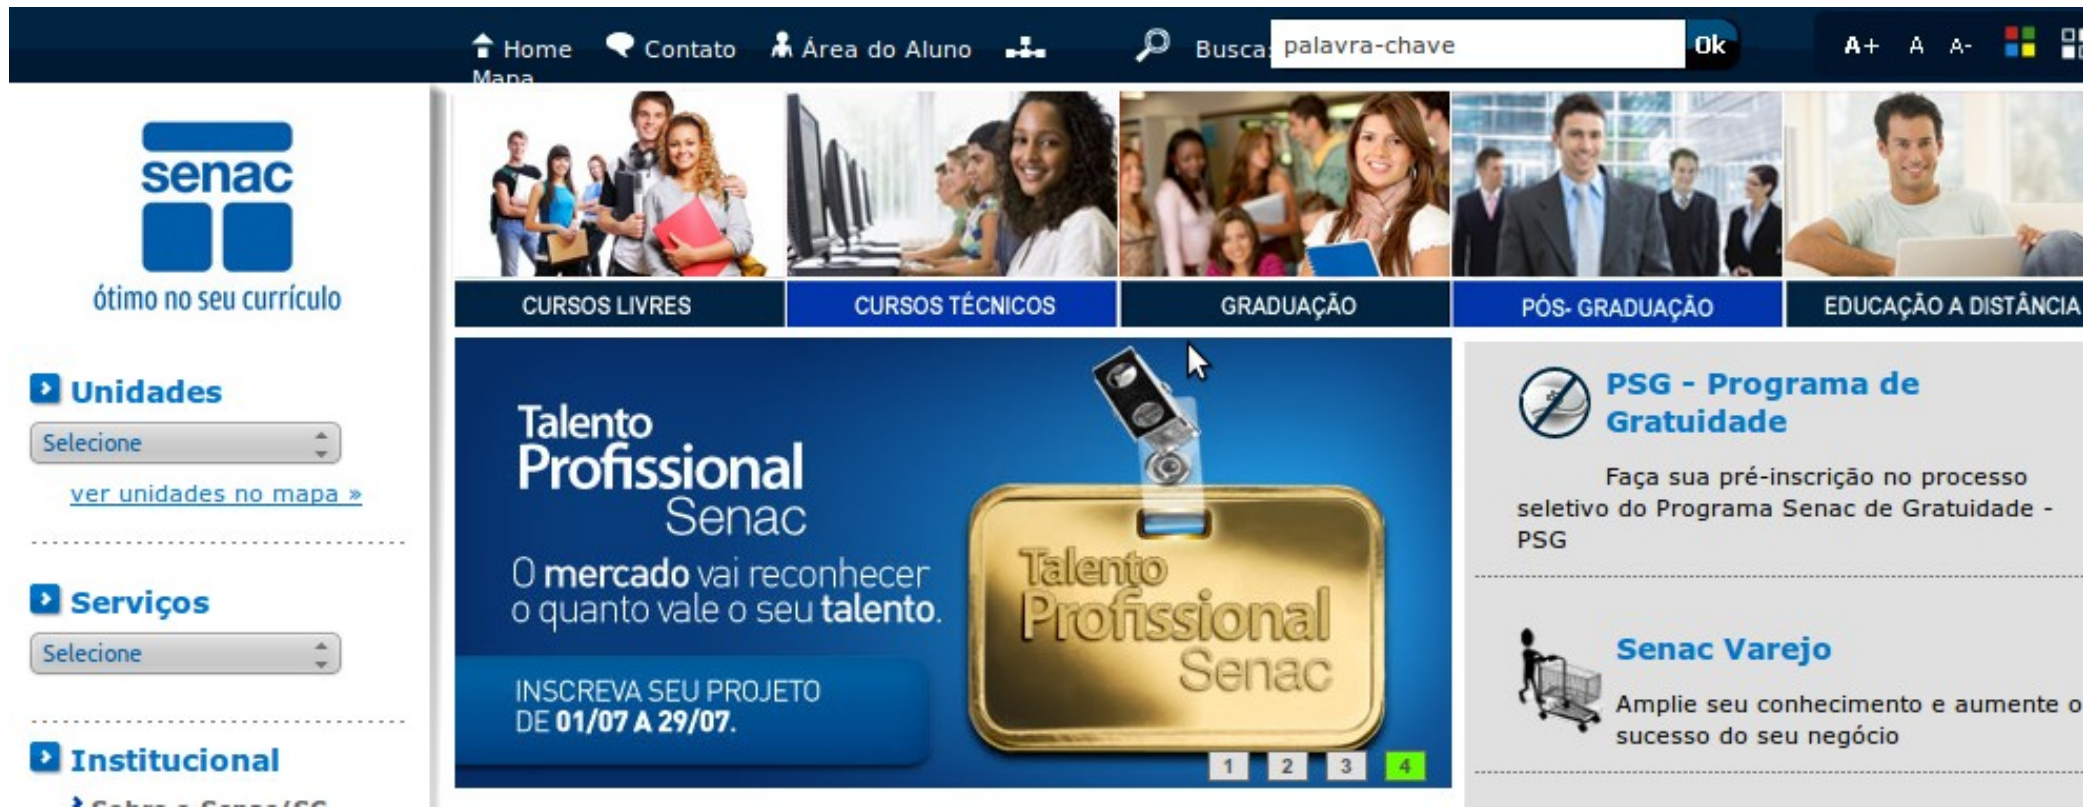 Home
Contato
Área do Aluno
Mapa
Busca:
palavra-chave
Ok
A+ A A-
senac
ótimo no seu currículo
CURSOS LIVRES
CURSOS TÉCNICOS
GRADUAÇÃO
PÓS- GRADUAÇÃO
EDUCAÇÃO A DISTÂNCIA
Unidades
Selecione
ver unidades no mapa »
Serviços
Selecione
Institucional
Sobre o Senac/SC
Talento
Profissional
Senac
O mercado vai reconhecer
o quanto vale o seu talento.
INSCREVA SEU PROJETO
DE 01/07 A 29/07.
Talento
Profissional
Senac
1 2 3 4
PSG - Programa de
Gratuidade
Faça sua pré-inscrição no processo
seletivo do Programa Senac de Gratuidade -
PSG
Senac Varejo
Amplie seu conhecimento e aumente o
sucesso do seu negócio